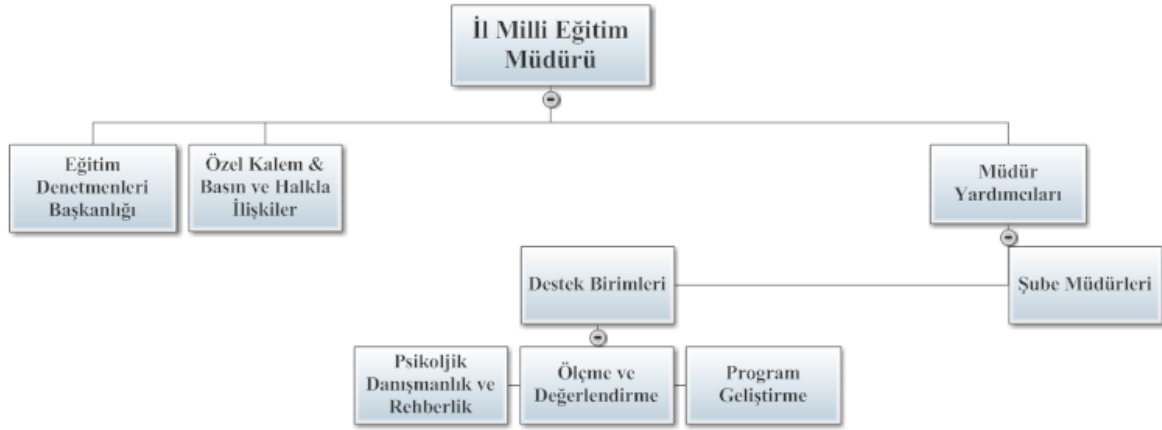 İl Milli Eğitim
Müdürü
Eğitim
Denetmenleri
Başkanlığı
Özel Kalem &
Basın ve Halkla
İlişkiler
Müdür
Yardımcıları
Destek Birimleri
Şube Müdürleri
Psikoljik
Danışmanlık ve
Rehberlik
Ölçme ve
Değerlendirme
Program
Geliştirme